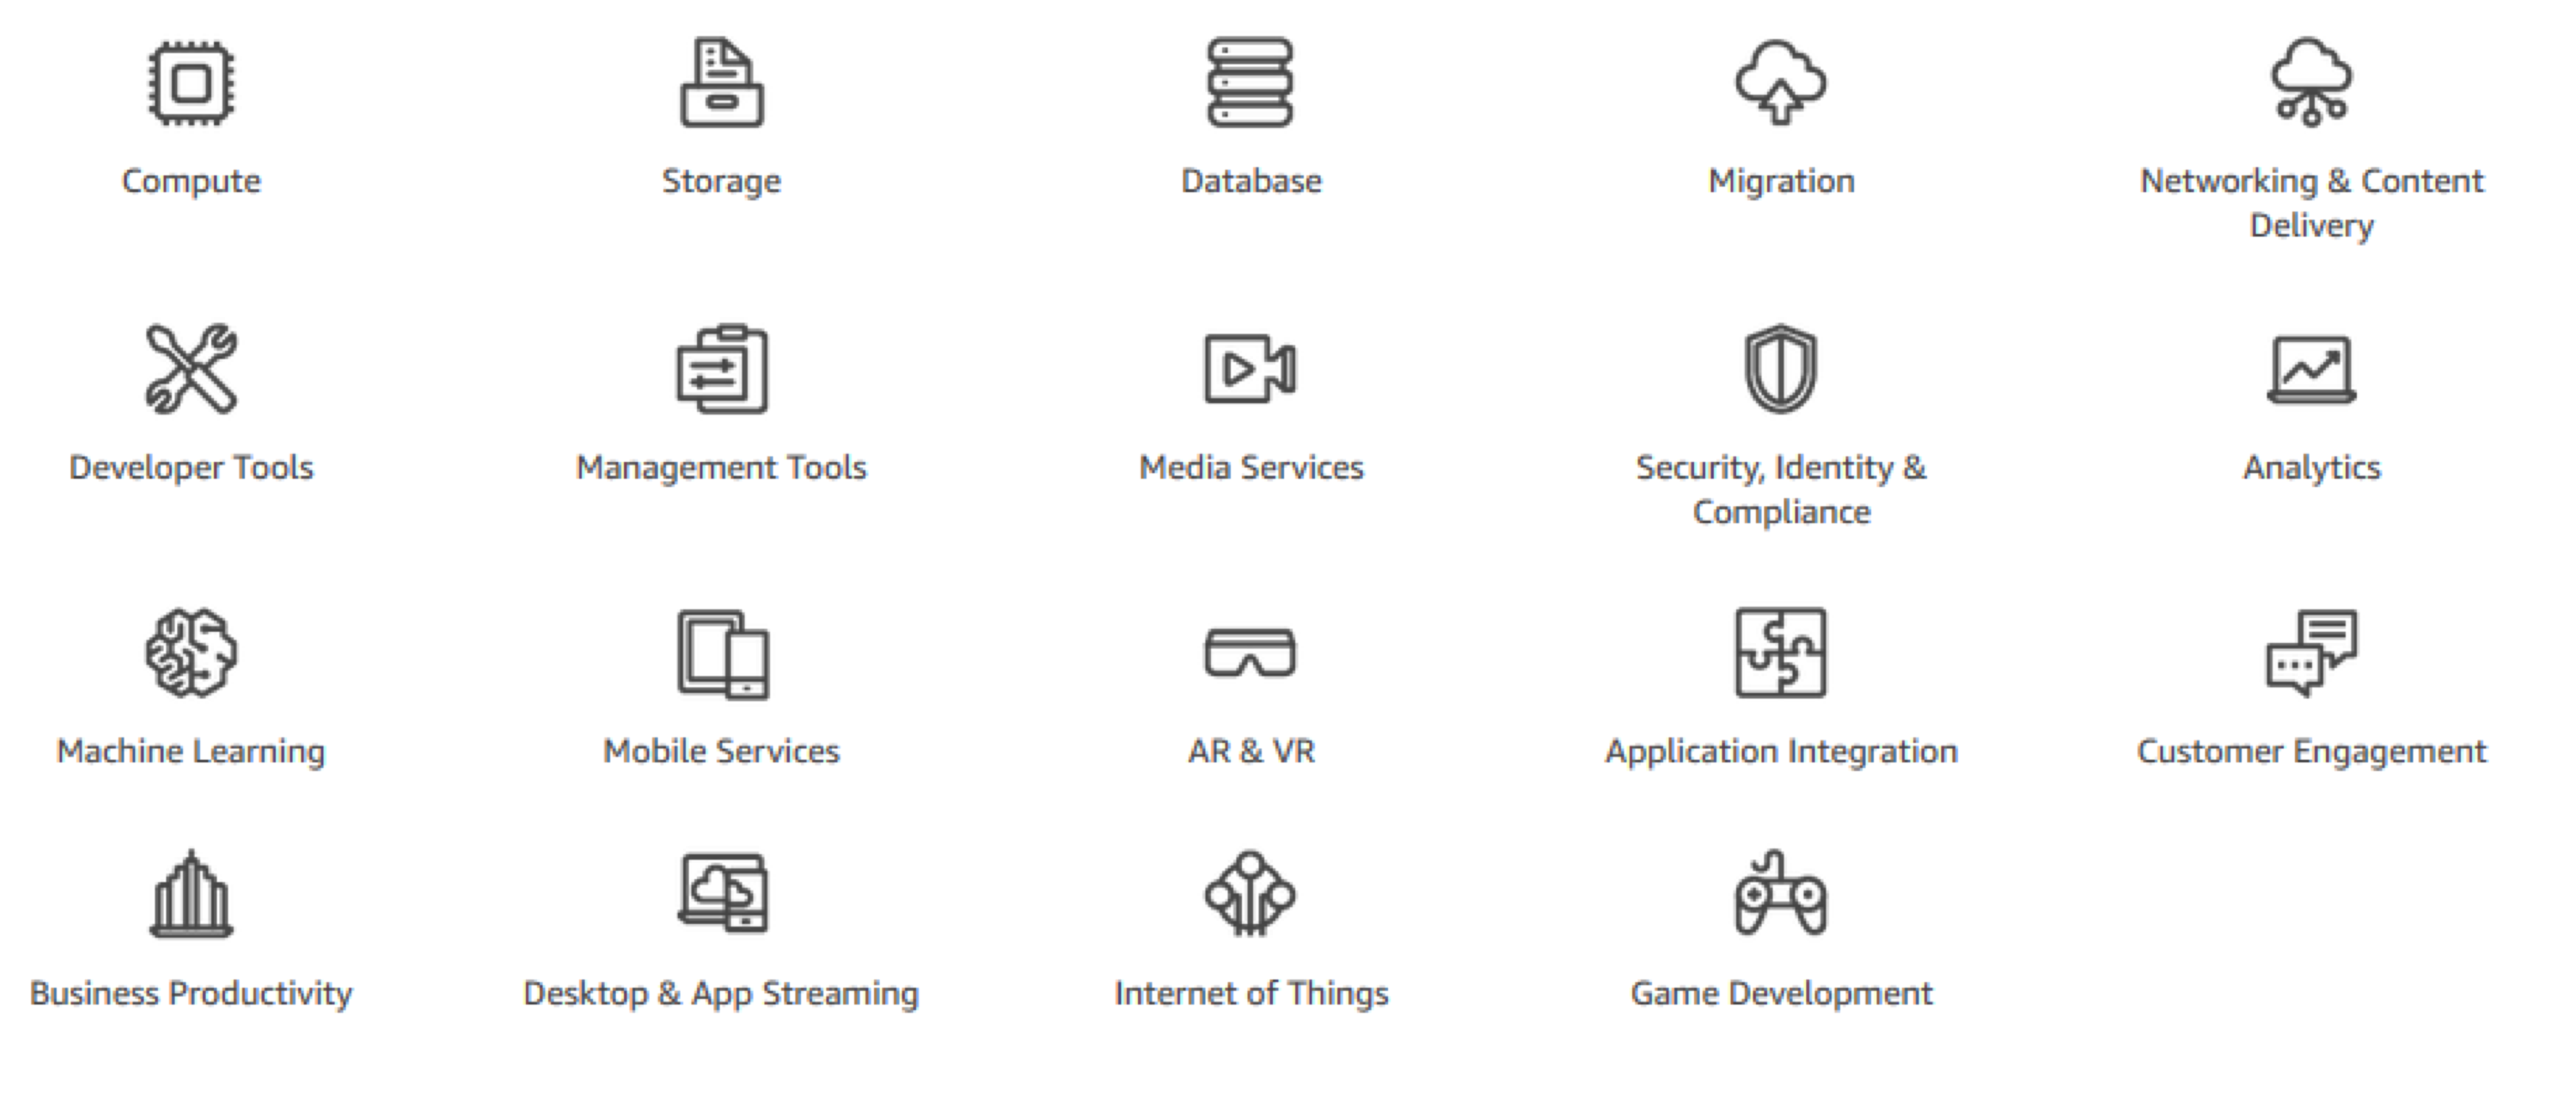 Compute
Storage
Database
Migration
Networking & Content
Delivery
Developer Tools
Management Tools
Media Services
Security, Identity &
Compliance
Analytics
Machine Learning
Mobile Services
AR & VR
Application Integration
Customer Engagement
Business Productivity
Desktop & App Streaming
Internet of Things
Game Development